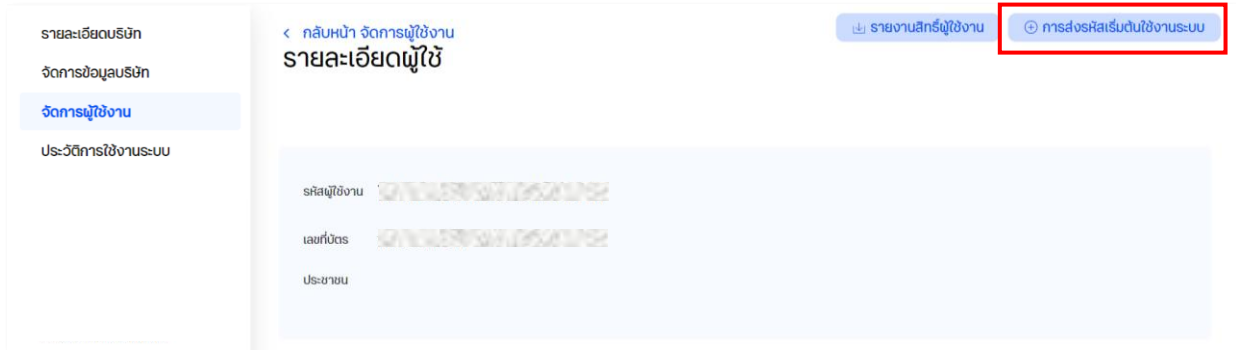 รายละเอียดบริษัท
จัดการข้อมูลบริษัท
จัดการผู้ใช้งาน
ประวัติการใช้งานระบบ
< กลับหน้า จัดการผู้ใช้งาน
รายละเอียดผู้ใช้
รายงานสิทธิ์ผู้ใช้งาน
การส่งรหัสเริ่มต้นใช้งานระบบ
รหัสผู้ใช้งาน
เลขที่บัตร
ประชาชน